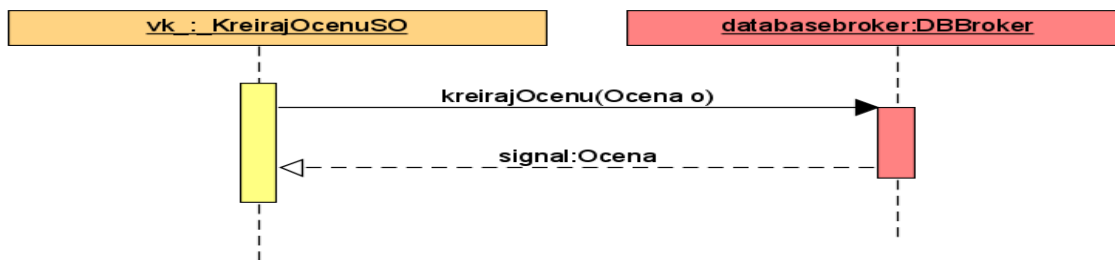 vk_:_KreirajOcenuSO
databasebroker:DBBroker
kreirajOcenu(Ocena o)
signal:Ocena